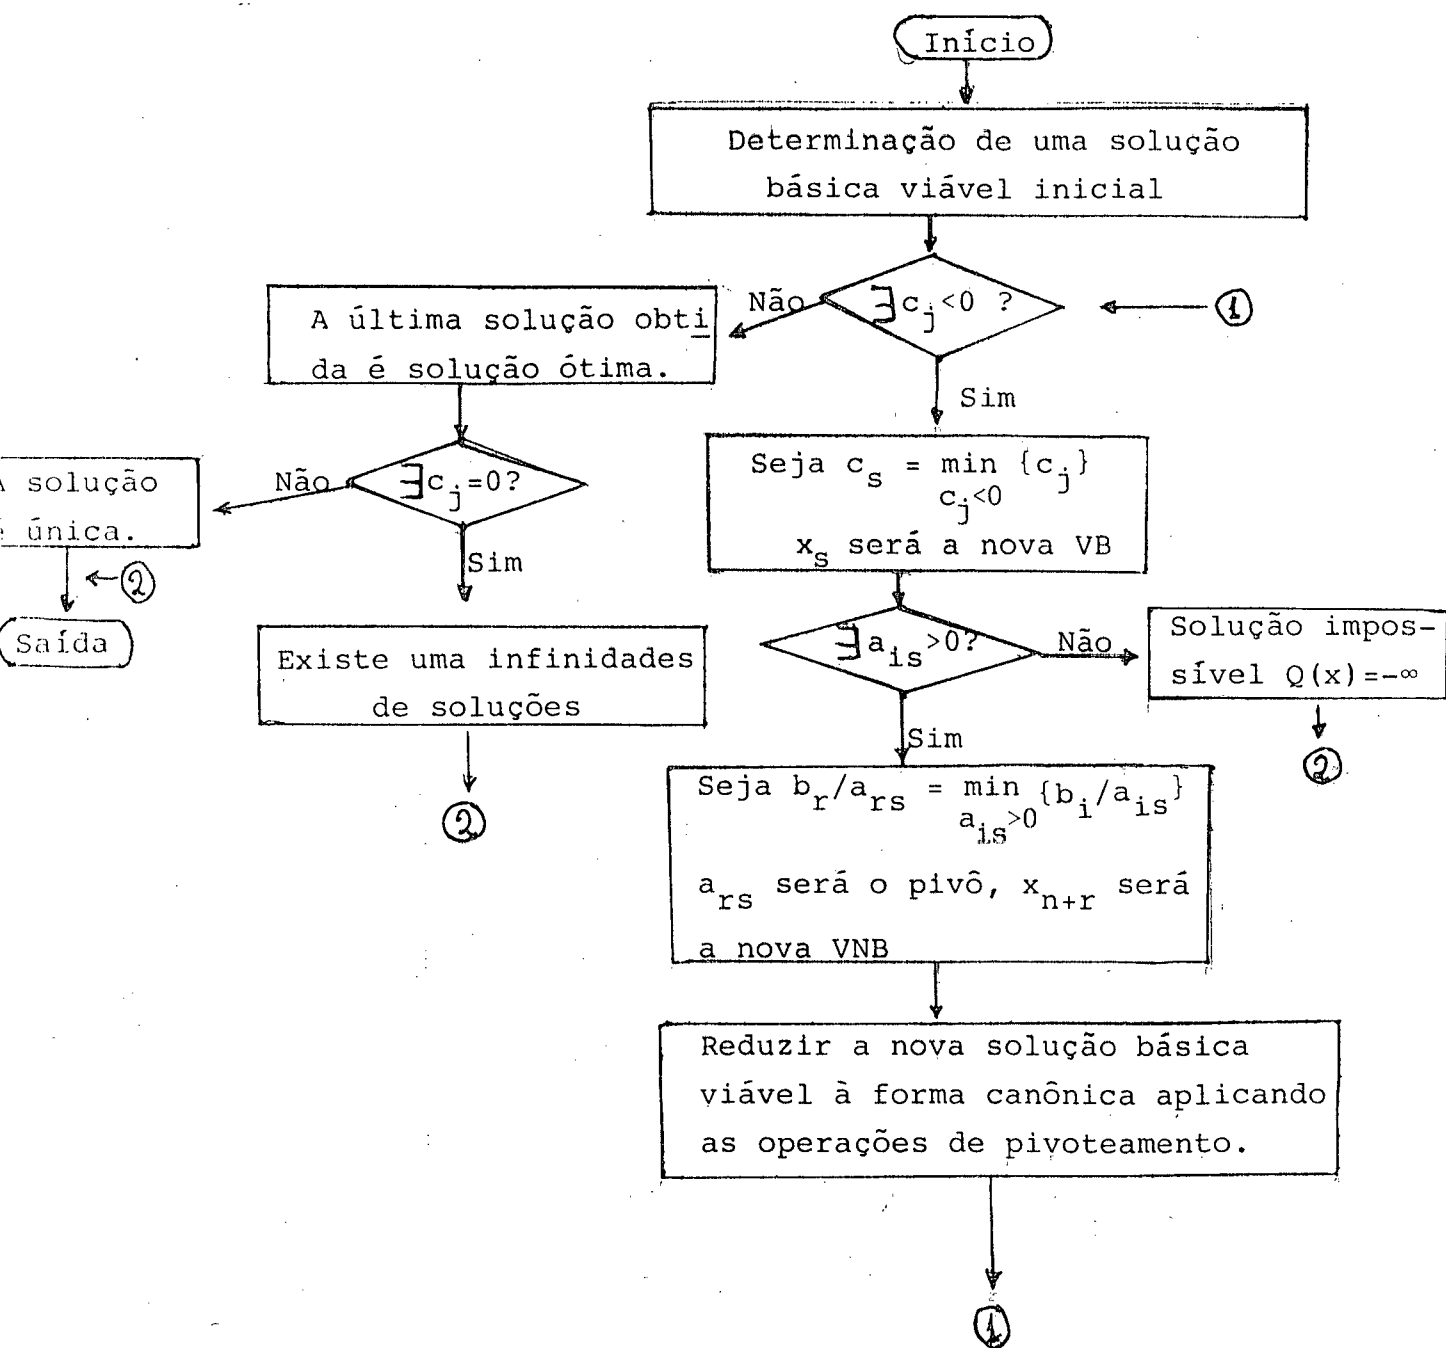 Início
Determinação de uma solução
básica viável inicial
∃ c_j<0 ?
1
Não
Sim
A última solução obti
da é solução ótima.
∃ c_j=0?
Não
Sim
A solução
é única.
2
Saída
Existe uma infinidades
de soluções
2
Seja c_s = min {c_j}
c_j<0
x_s será a nova VB
∃ a_is>0?
Não
Sim
Solução impos-
sível Q(x)=-∞
2
Seja b_r/a_rs = min {b_i/a_is}
a_is>0
a_rs será o pivô, x_n+r será
a nova VNB
Reduzir a nova solução básica
viável à forma canônica aplicando
as operações de pivoteamento.
1